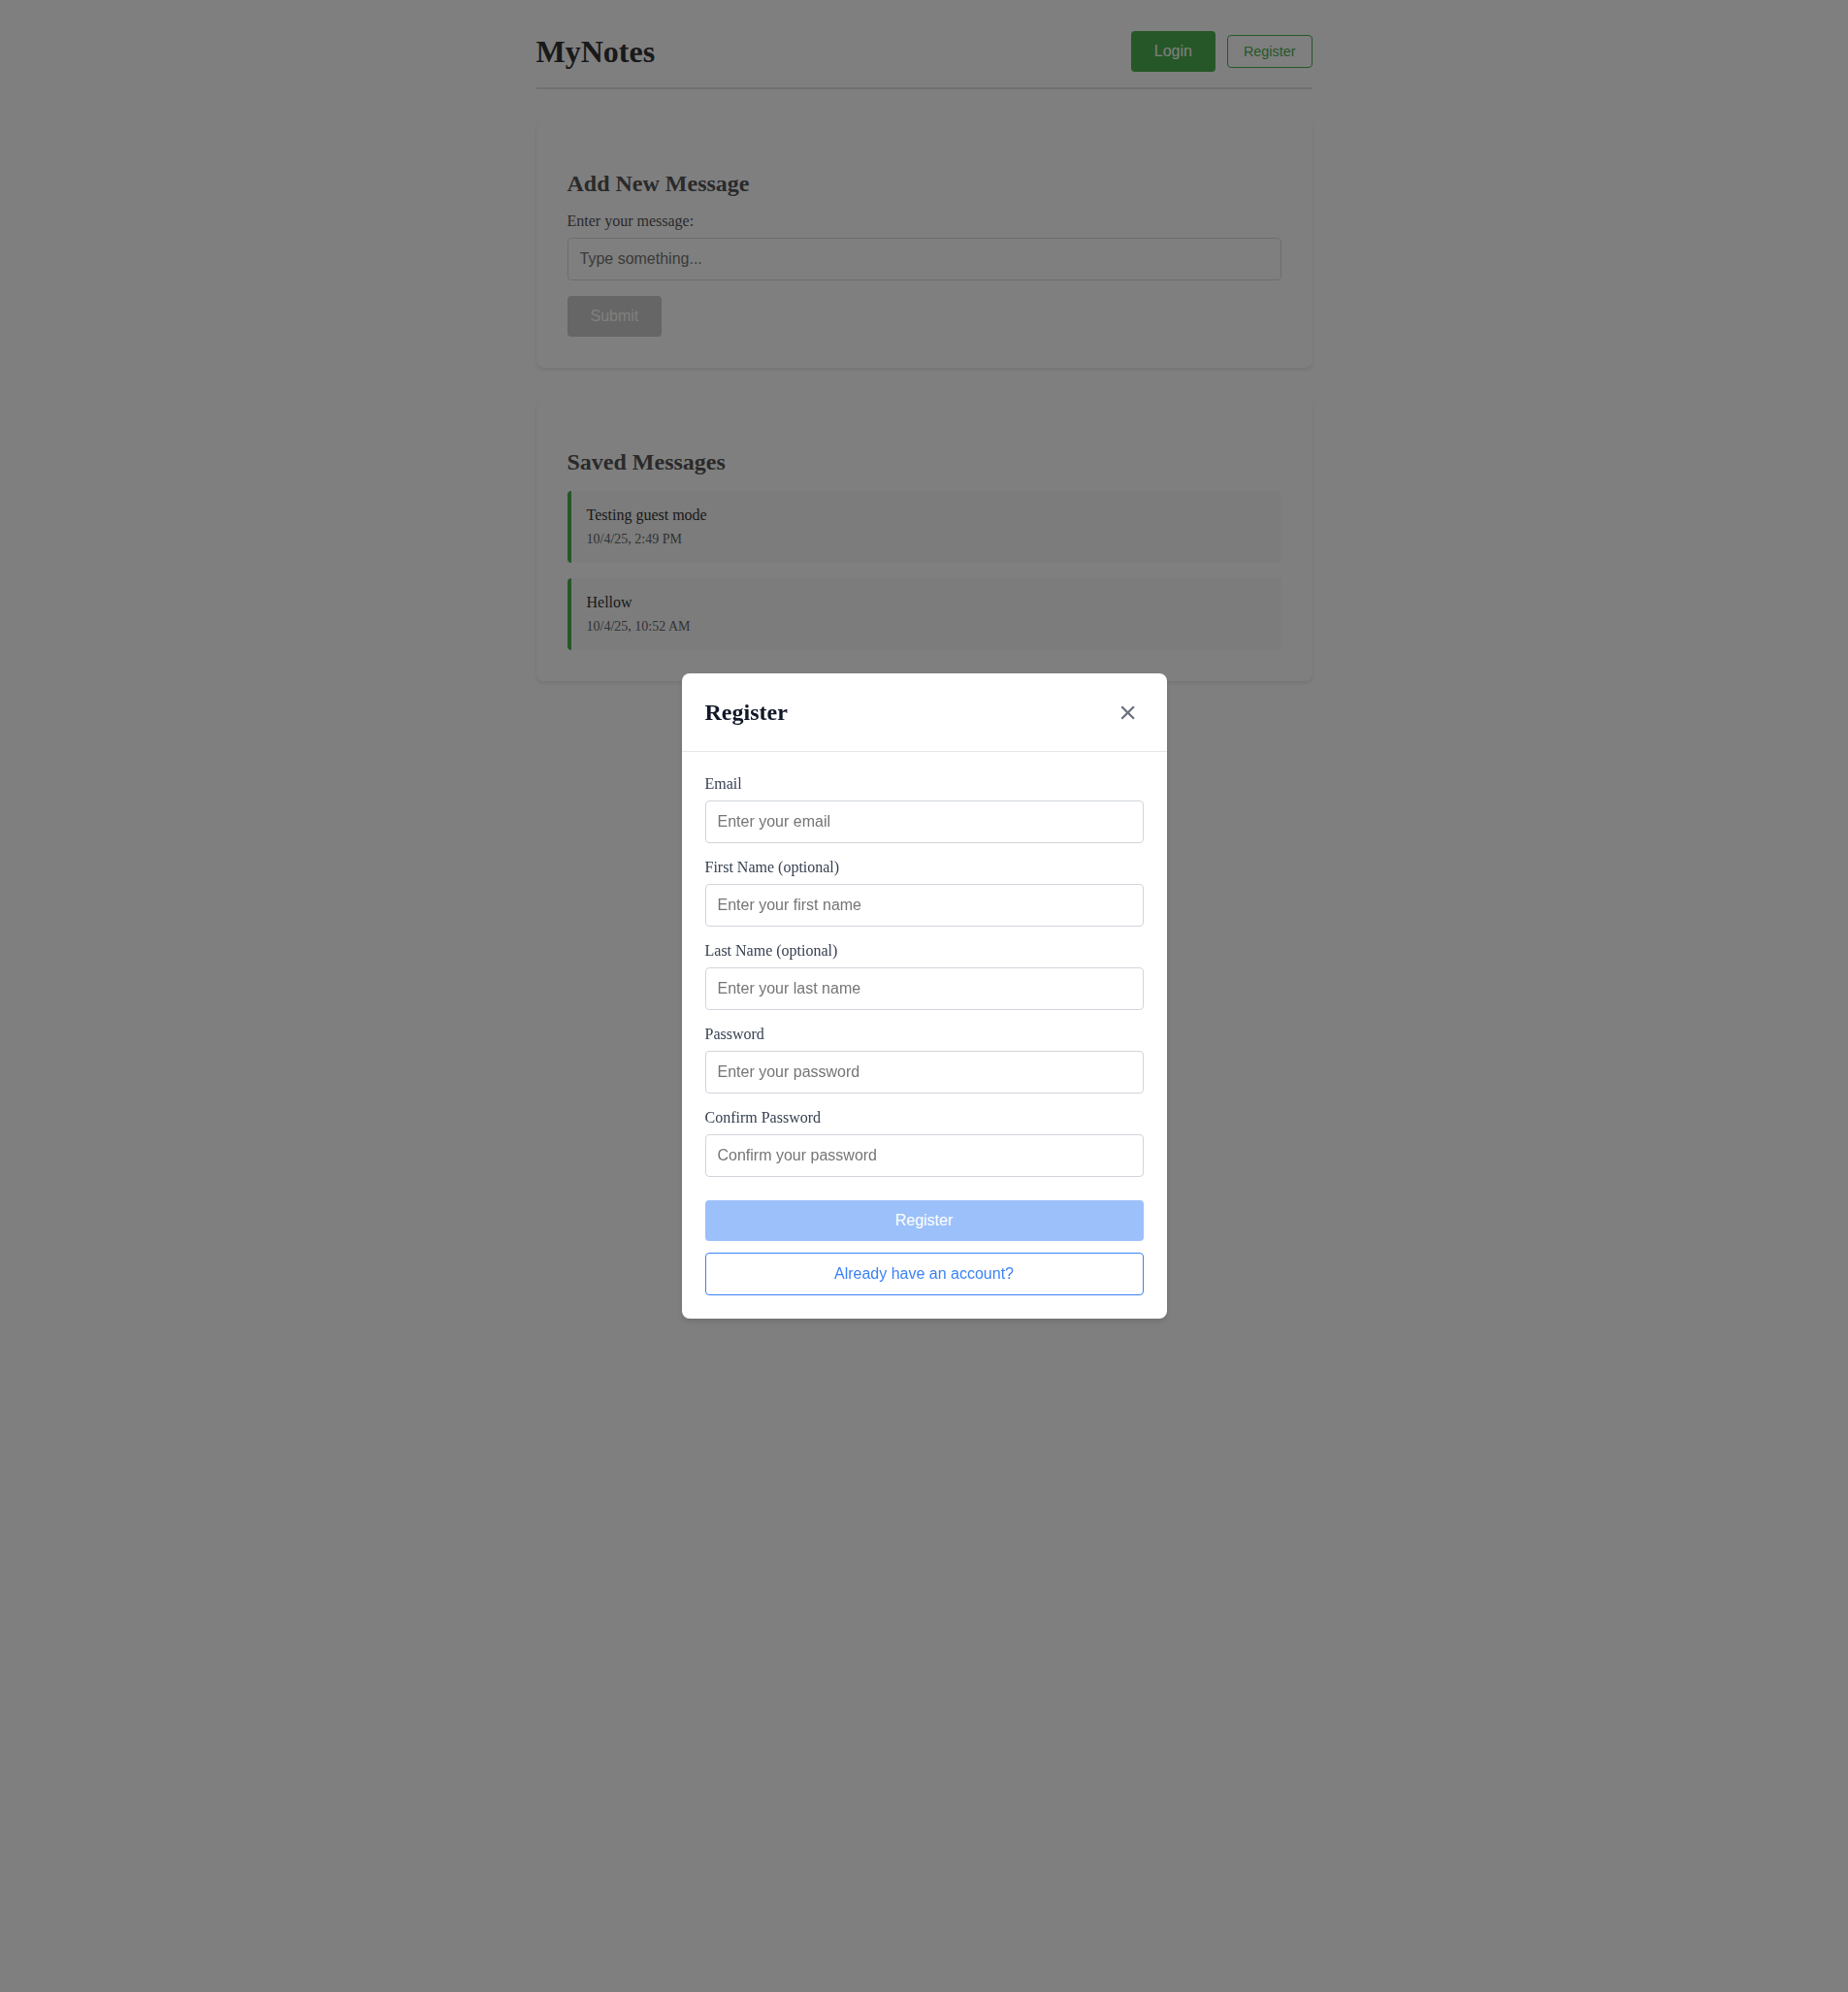 MyNotes
Login
Register
Add New Message
Enter your message:
Type something...
Submit
Saved Messages
Testing guest mode
10/4/25, 2:49 PM
Hellow
10/4/25, 10:52 AM
Register
Email
Enter your email
First Name (optional)
Enter your first name
Last Name (optional)
Enter your last name
Password
Enter your password
Confirm Password
Confirm your password
Register
Already have an account?